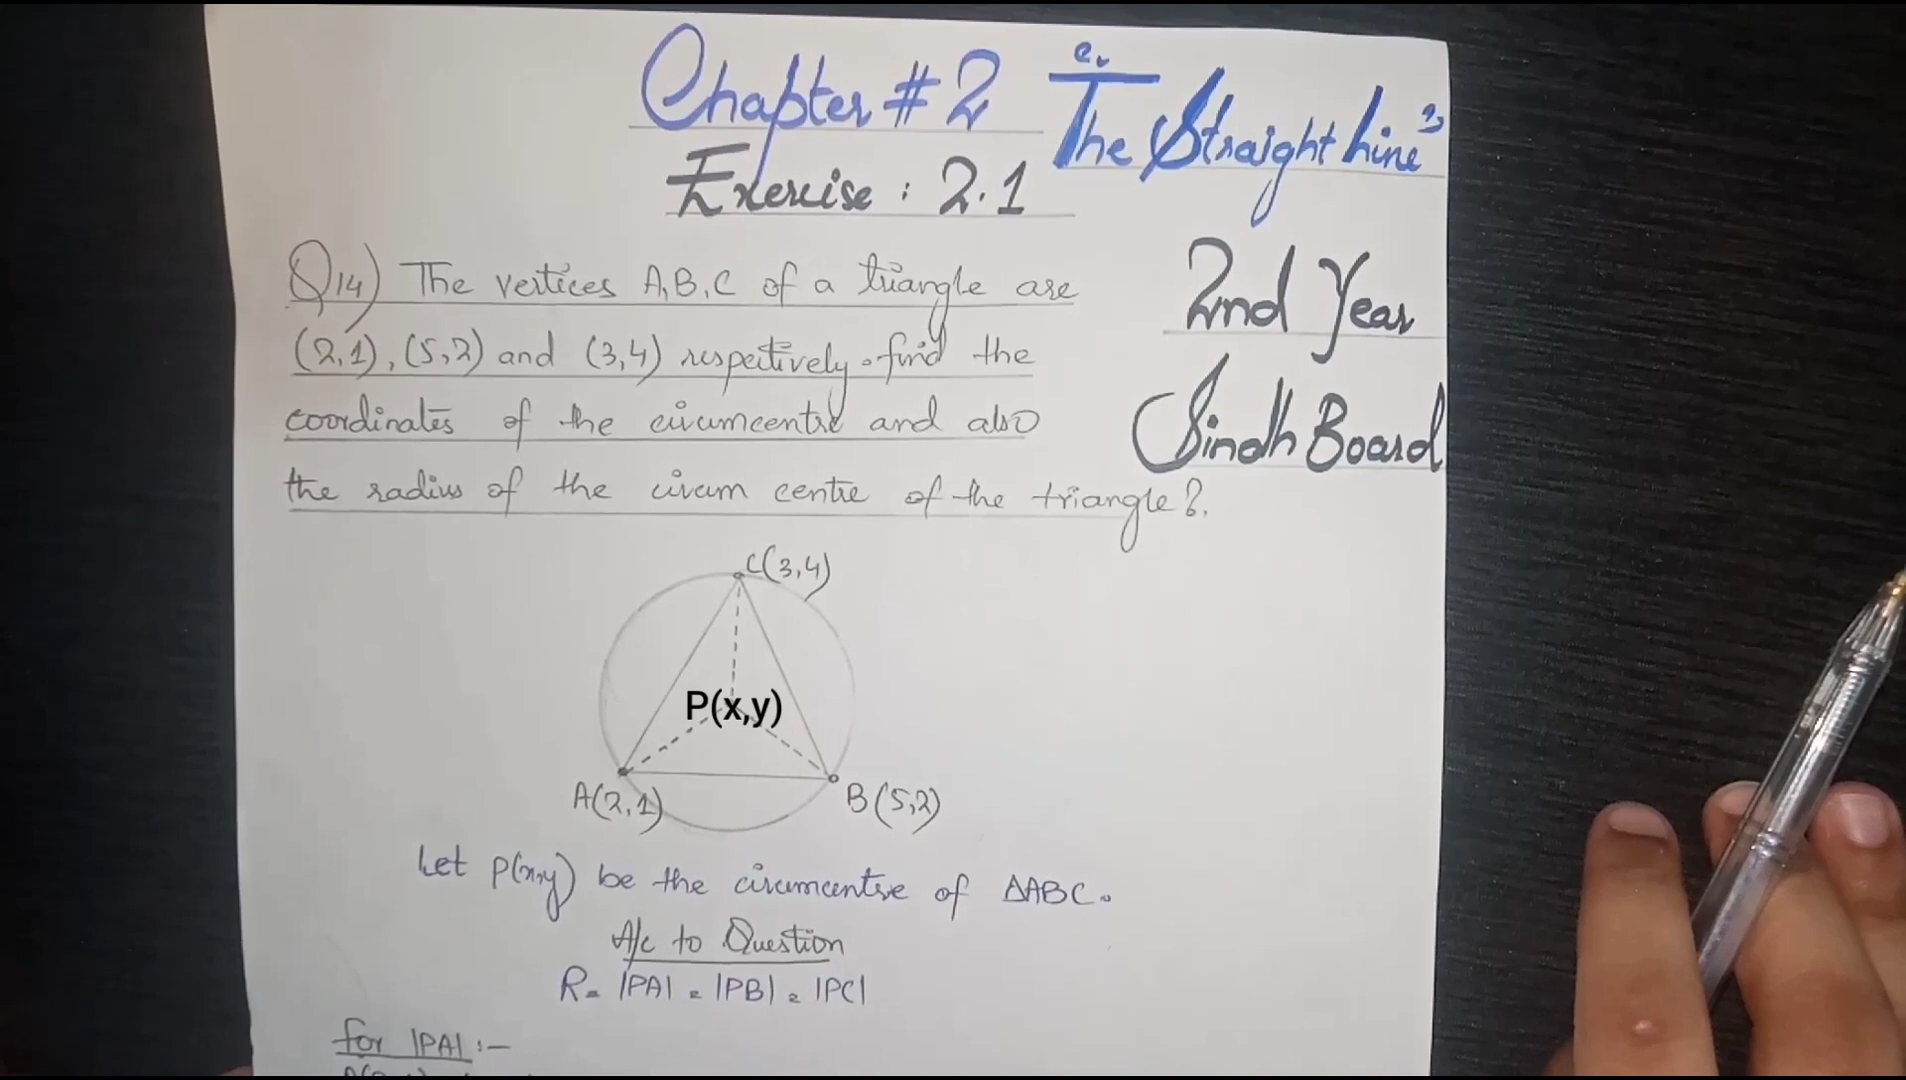 Chapter # 2 "The Straight Line"
Exercise : 2.1
Q14) The vertices A,B,C of a triangle are
(2,1), (5,2) and (3,4) respectively. find the
coordinates of the circumcentre and also
the radius of the circum centre of the triangle?.
2nd Year
Sindh Board
C(3,4)
P(x,y)
A(2,1)
B(5,2)
Let P(x,y) be the circumcentre of ΔABC.
A/c to Question
R = |PA| = |PB| = |PC|
for |PA| :-